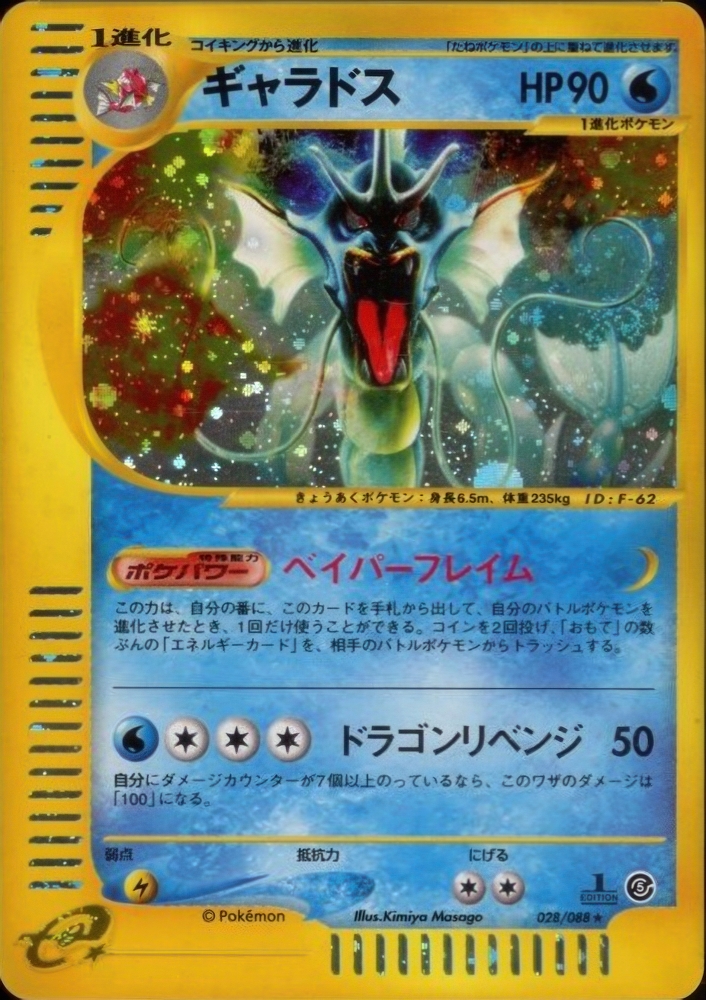 1進化
コイキングから進化
「たねポケモン」の上に重ねて進化させます。
ギャラドス
HP90
1進化ポケモン
きょうあくポケモン：身長6.5m、体重235kg ID:F-62
特殊能力
ポケパワー
ベイパーフレイム
この力は、自分の番に、このカードを手札から出して、自分のバトルポケモンを
進化させたとき、1回だけ使うことができる。コインを2回投げ、「おもて」の数
ぶんの「エネルギーカード」を、相手のバトルポケモンからトラッシュする。
ドラゴンリベンジ 50
自分にダメージカウンターが7個以上のっているなら、このワザのダメージは
「100」になる。
弱点 抵抗力 にげる
1
EDITION
5
© Pokémon Illus.Kimiya Masago 028/088★
e